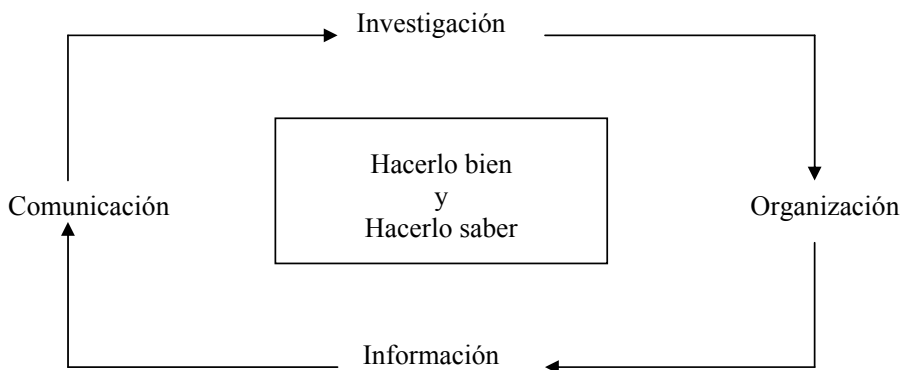 Investigación
Hacerlo bien
y
Hacerlo saber
Comunicación
Organización
Información